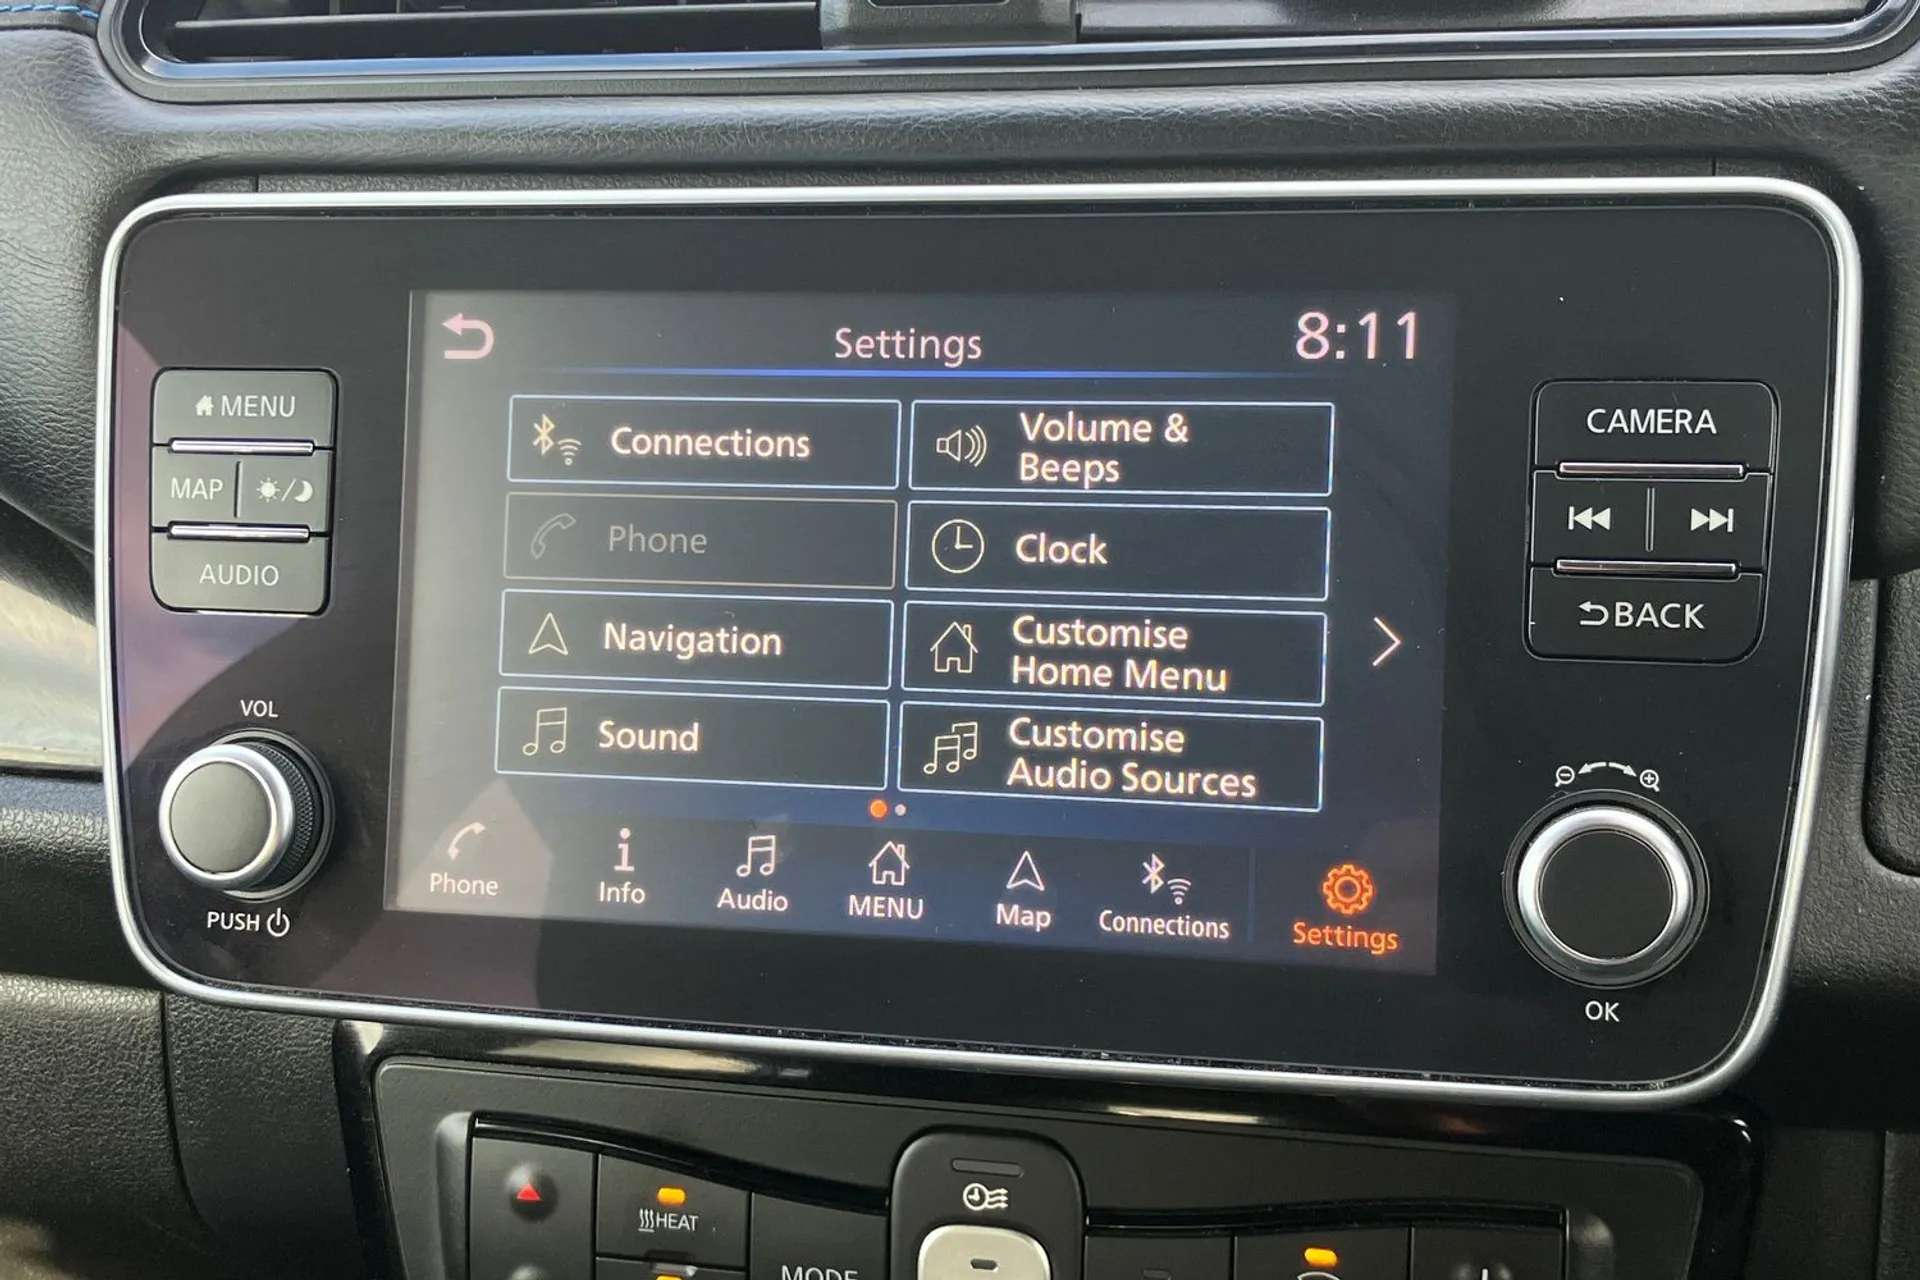 Settings
8:11
MENU
MAP
AUDIO
VOL
PUSH
Connections
Volume &
Beeps
Phone
Clock
Navigation
Customise
Home Menu
Sound
Customise
Audio Sources
Phone
Info
Audio
MENU
Map
Connections
Settings
CAMERA
BACK
OK
HEAT
MODE